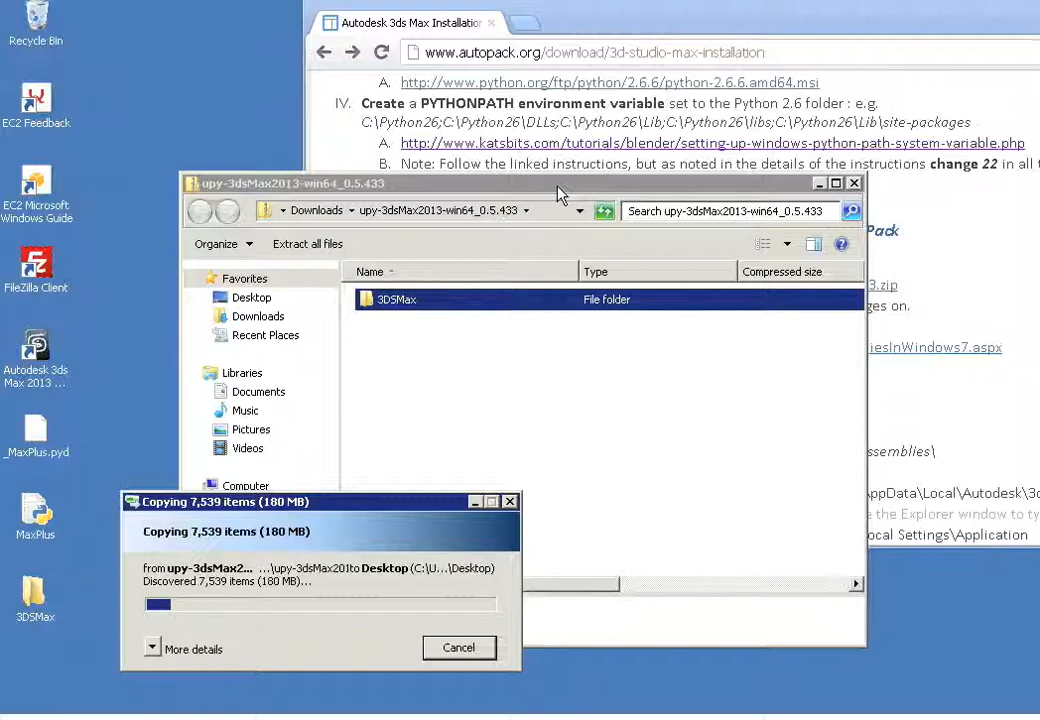 Recycle Bin
EC2 Feedback
EC2 Microsoft
Windows Guide
FileZilla Client
Autodesk 3ds
Max 2013 ...
_MaxPlus.pyd
MaxPlus
3DSMax
Autodesk 3ds Max Installatio
www.autopack.org/download/3d-studio-max-installation
A. http://www.python.org/ftp/python/2.6.6/python-2.6.6.amd64.msi
IV. Create a PYTHONPATH environment variable set to the Python 2.6 folder : e.g.
C:\Python26;C:\Python26\DLLs;C:\Python26\Lib;C:\Python26\libs;C:\Python26\Lib\site-packages
A. http://www.katsbits.com/tutorials/blender/setting-up-windows-python-path-system-variable.php
B. Note: Follow the linked instructions, but as noted in the details of the instructions change 22 in all t
Pack
3.zip
ges on.
iesInWindows7.aspx
ssemblies\
AppData\Local\Autodesk\3d
e the Explorer window to ty
ocal Settings\Application
upy-3dsMax2013-win64_0.5.433
Downloads upy-3dsMax2013-win64_0.5.433
Search upy-3dsMax2013-win64_0.5.433
Organize Extract all files
Name Type Compressed size
3DSMax File folder
Favorites
Desktop
Downloads
Recent Places
Libraries
Documents
Music
Pictures
Videos
Computer
Copying 7,539 items (180 MB)
Copying 7,539 items (180 MB)
from upy-3dsMax2... ...\upy-3dsMax201to Desktop (C:\U...\Desktop)
Discovered 7,539 items (180 MB)...
More details
Cancel